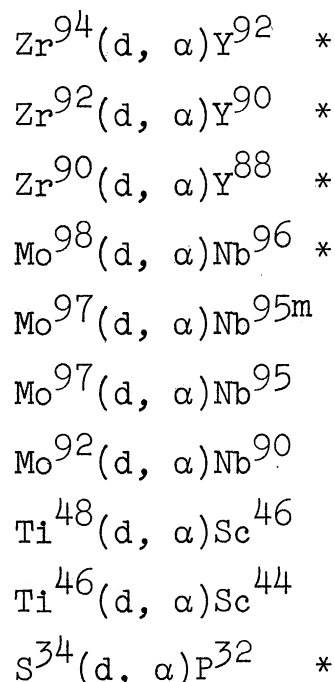 Zr⁹⁴(d, α)Y⁹² *
Zr⁹²(d, α)Y⁹⁰ *
Zr⁹⁰(d, α)Y⁸⁸ *
Mo⁹⁸(d, α)Nb⁹⁶ *
Mo⁹⁷(d, α)Nb⁹⁵ᵐ
Mo⁹⁷(d, α)Nb⁹⁵
Mo⁹²(d, α)Nb⁹⁰
Ti⁴⁸(d, α)Sc⁴⁶
Ti⁴⁶(d, α)Sc⁴⁴
S³⁴(d, α)P³² *